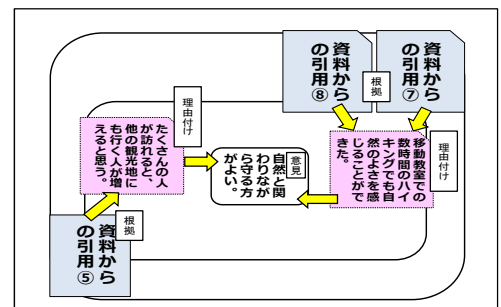 資料から
の引用⑦
資料から
の引用⑧
根拠
理由付け
移動教室での
数時間のハイ
キングでも自
然のよさを感
じることがで
きた。
意見
自然と関
わりなが
ら守る方
がよい。
理由付け
たくさんの人
が訪れると、
他の観光地に
も行く人が増
えると思う。
根拠
資料から
の引用⑤